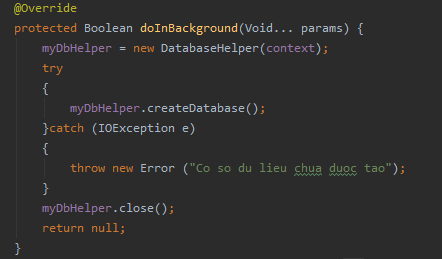 @Override
protected Boolean doInBackground(Void... params) {
    myDbHelper = new DatabaseHelper(context);
    try
    {
        myDbHelper.createDatabase();
    }catch (IOException e)
    {
        throw new Error ("Co so du lieu chua duoc tao");
    }
    myDbHelper.close();
    return null;
}